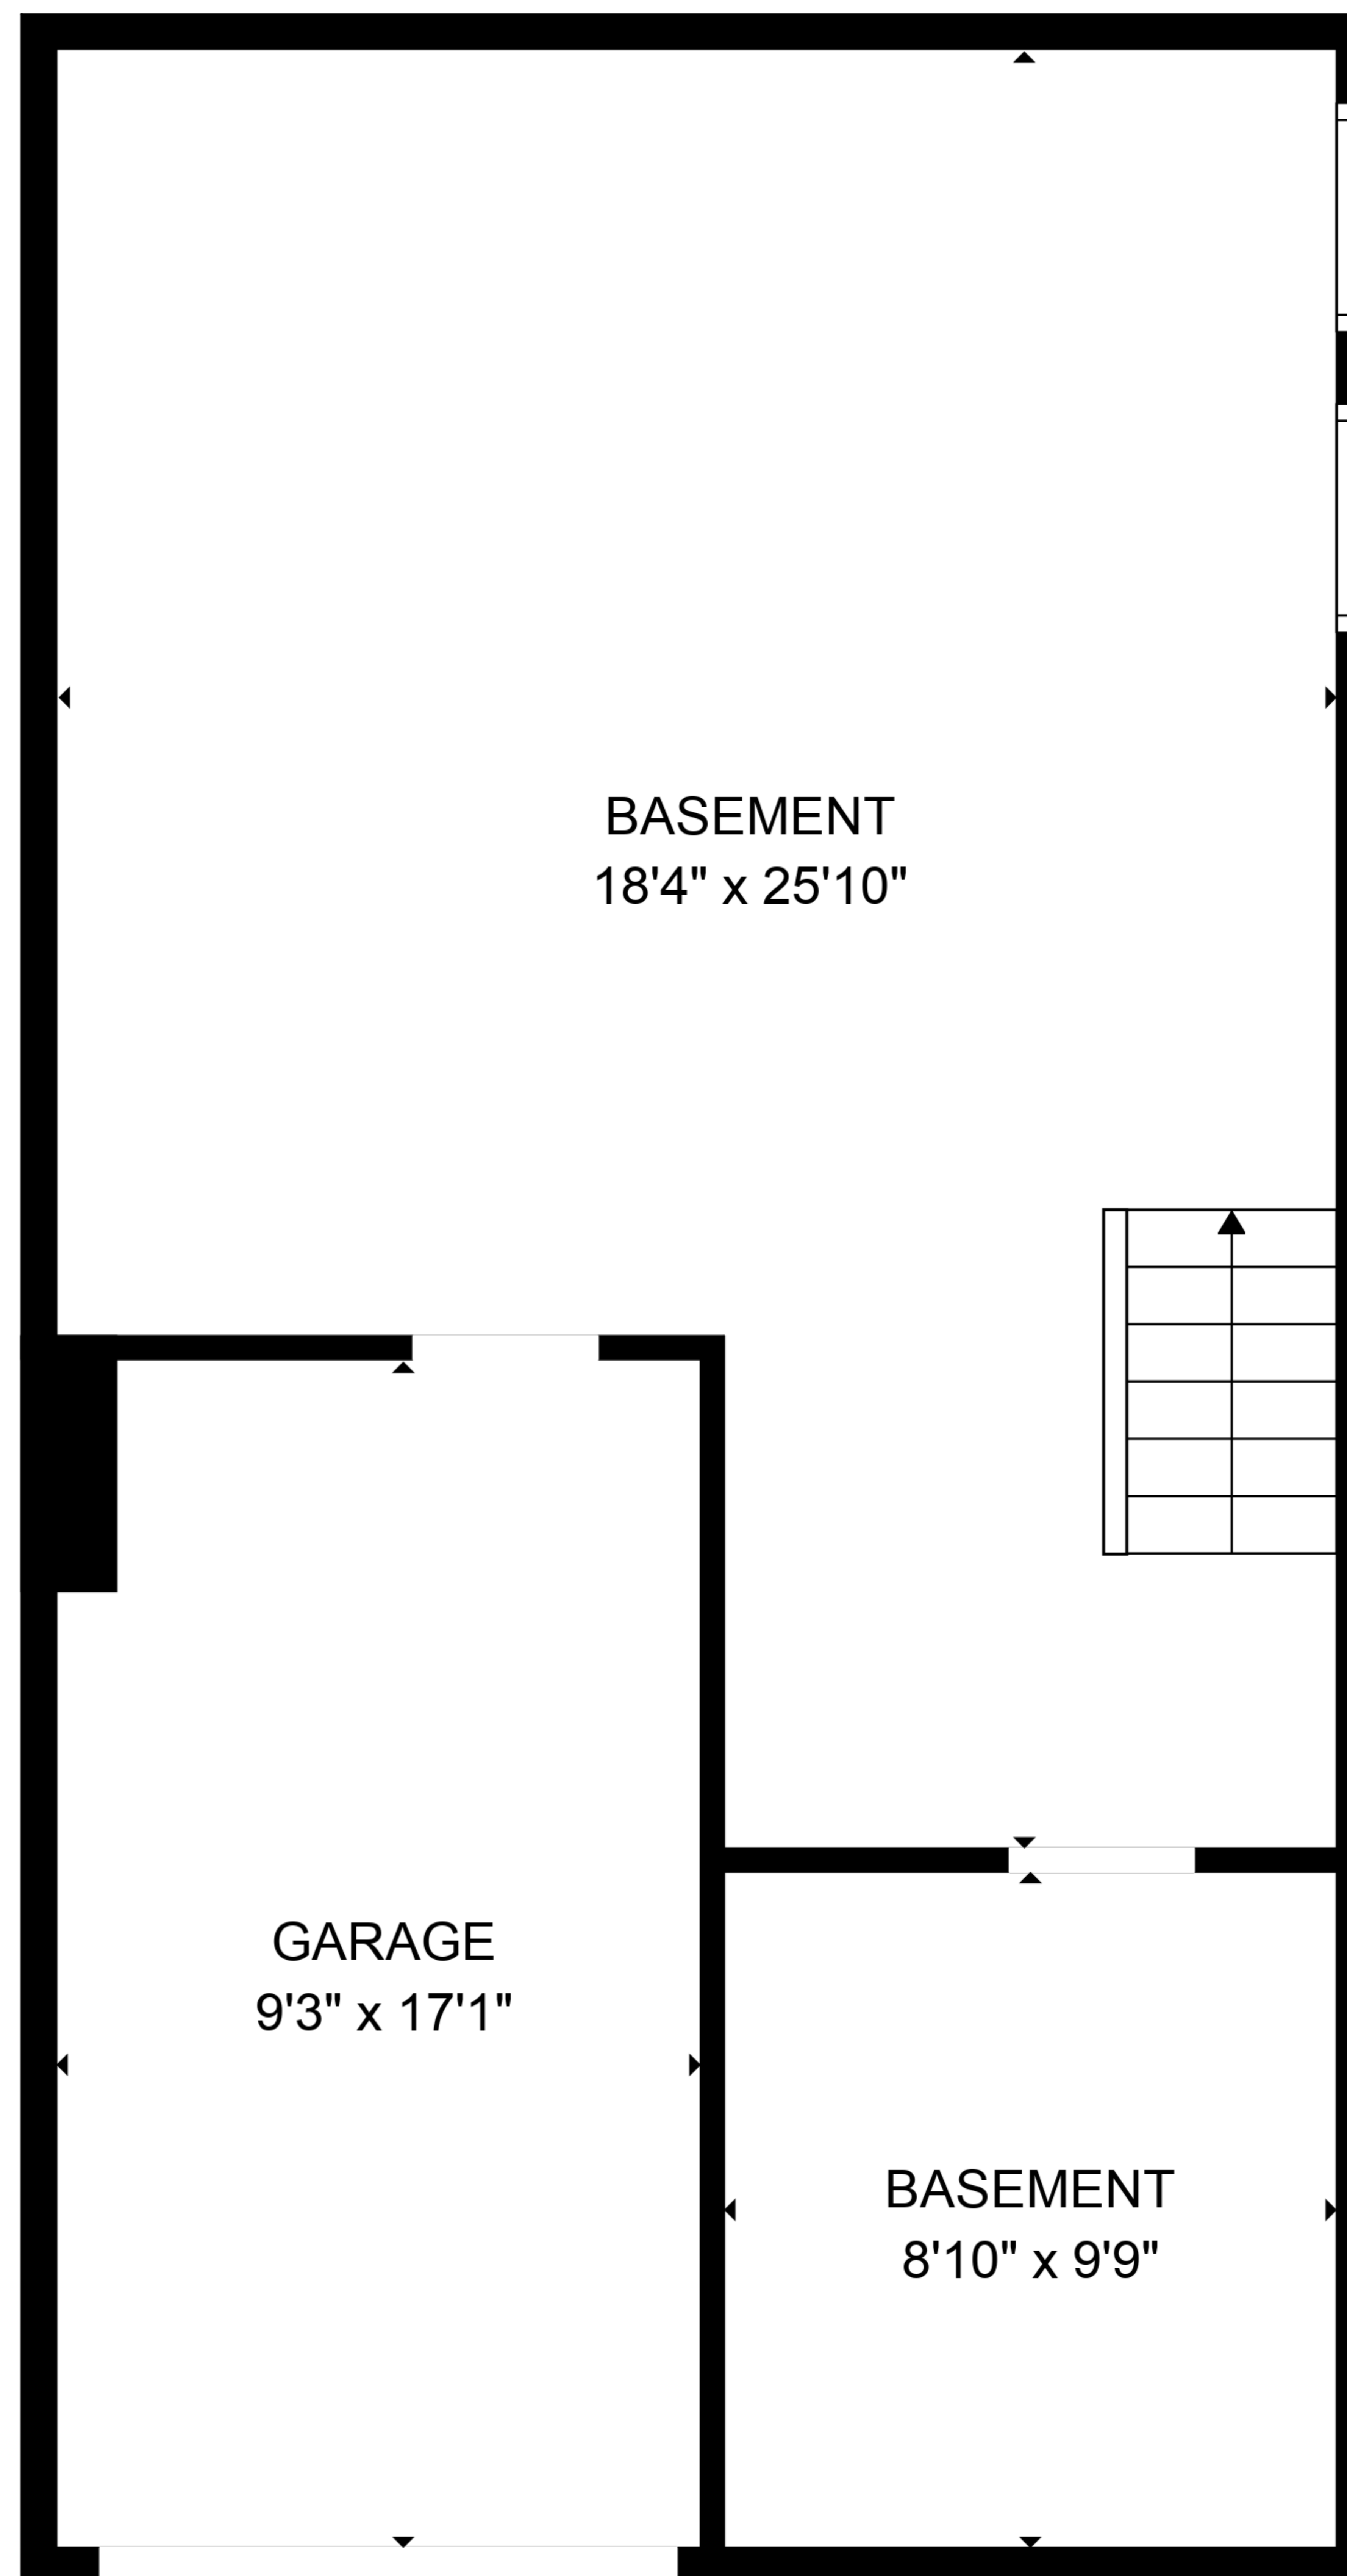 BASEMENT
18'4" x 25'10"
GARAGE
9'3" x 17'1"
BASEMENT
8'10" x 9'9"